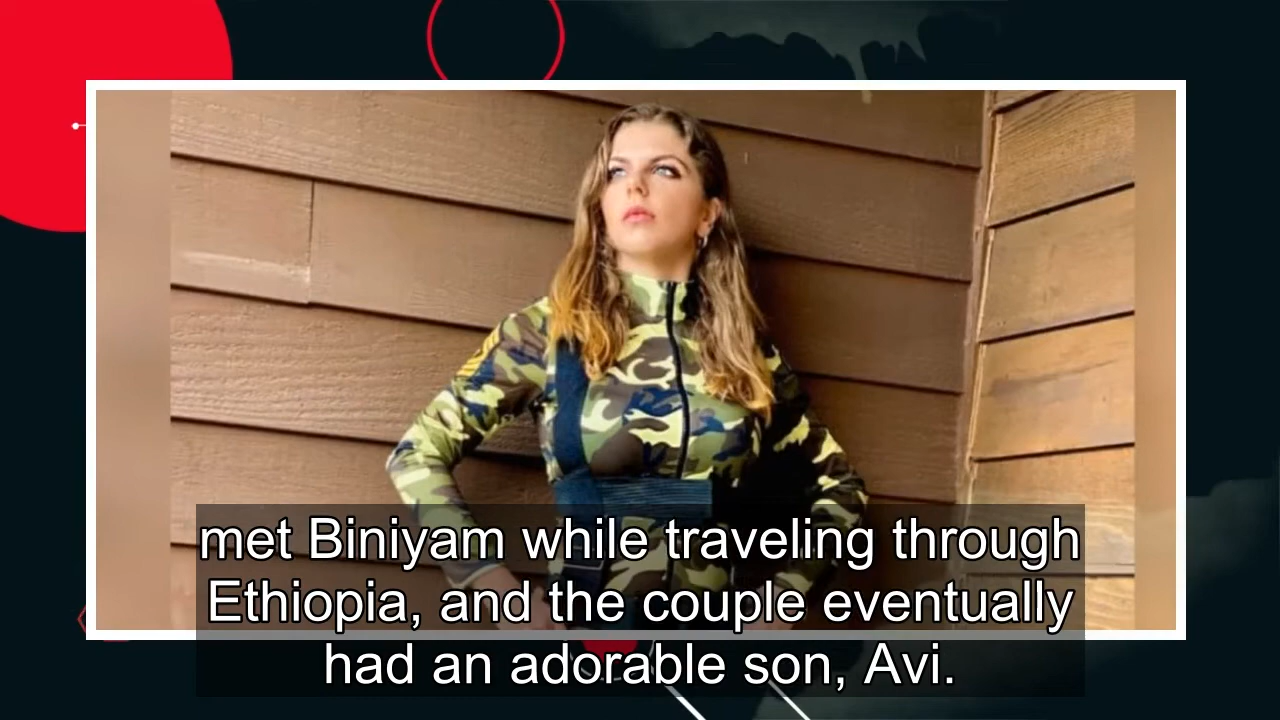 met Biniyam while traveling through
Ethiopia, and the couple eventually
had an adorable son, Avi.